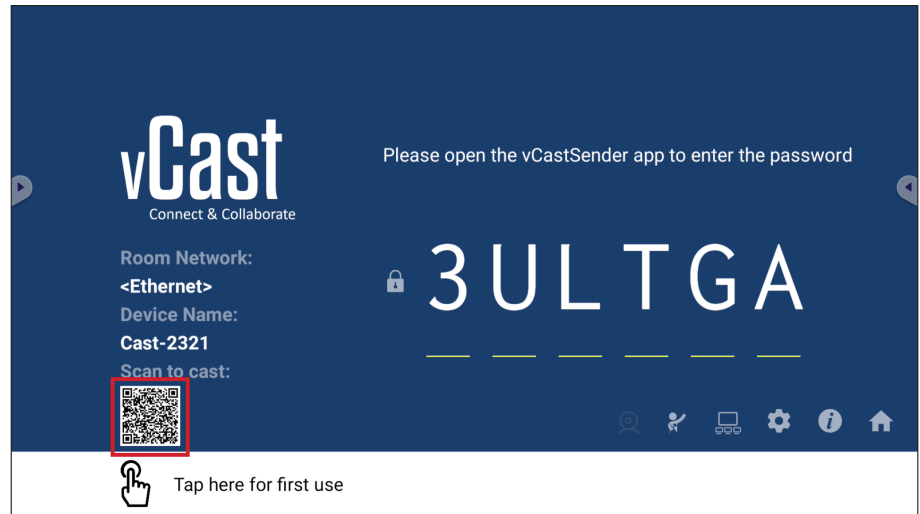 vCast
Connect & Collaborate
Please open the vCastSender app to enter the password
Room Network:
<Ethernet>
Device Name:
Cast-2321
Scan to cast:
3ULTGA
Tap here for first use